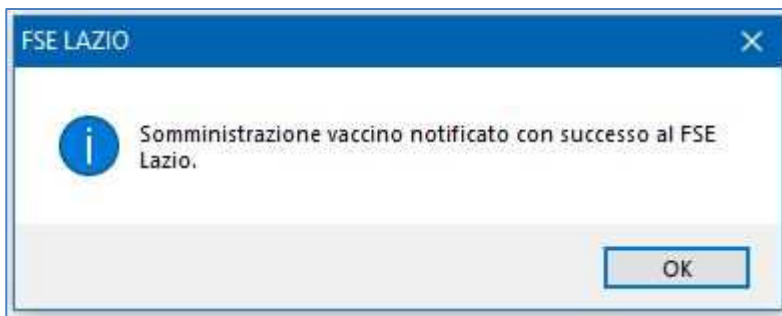 FSE LAZIO
Somministrazione vaccino notificato con successo al FSE
Lazio.
OK